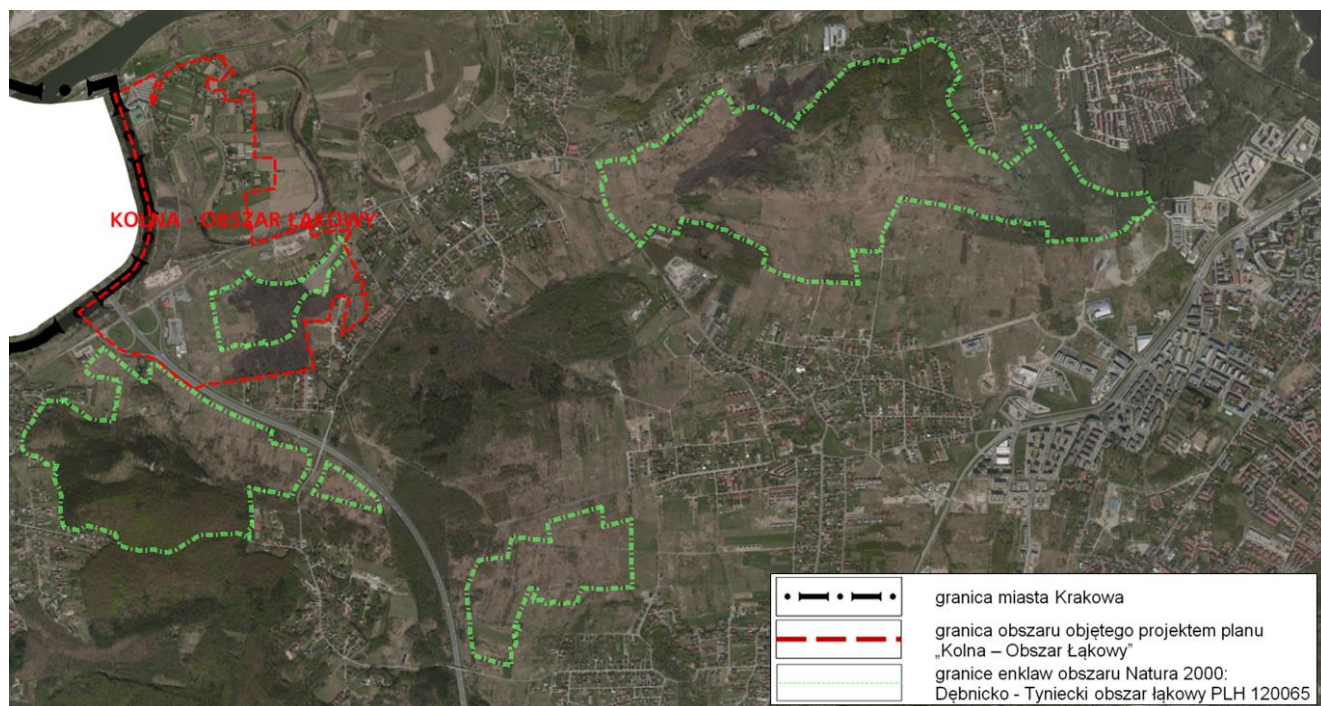 KOLNA - OBSZAR ŁĄKOWY
granica miasta Krakowa
granica obszaru objętego projektem planu
„Kolna – Obszar Łąkowy”
granice enklaw obszaru Natura 2000:
Dębnicko - Tyniecki obszar łąkowy PLH 120065